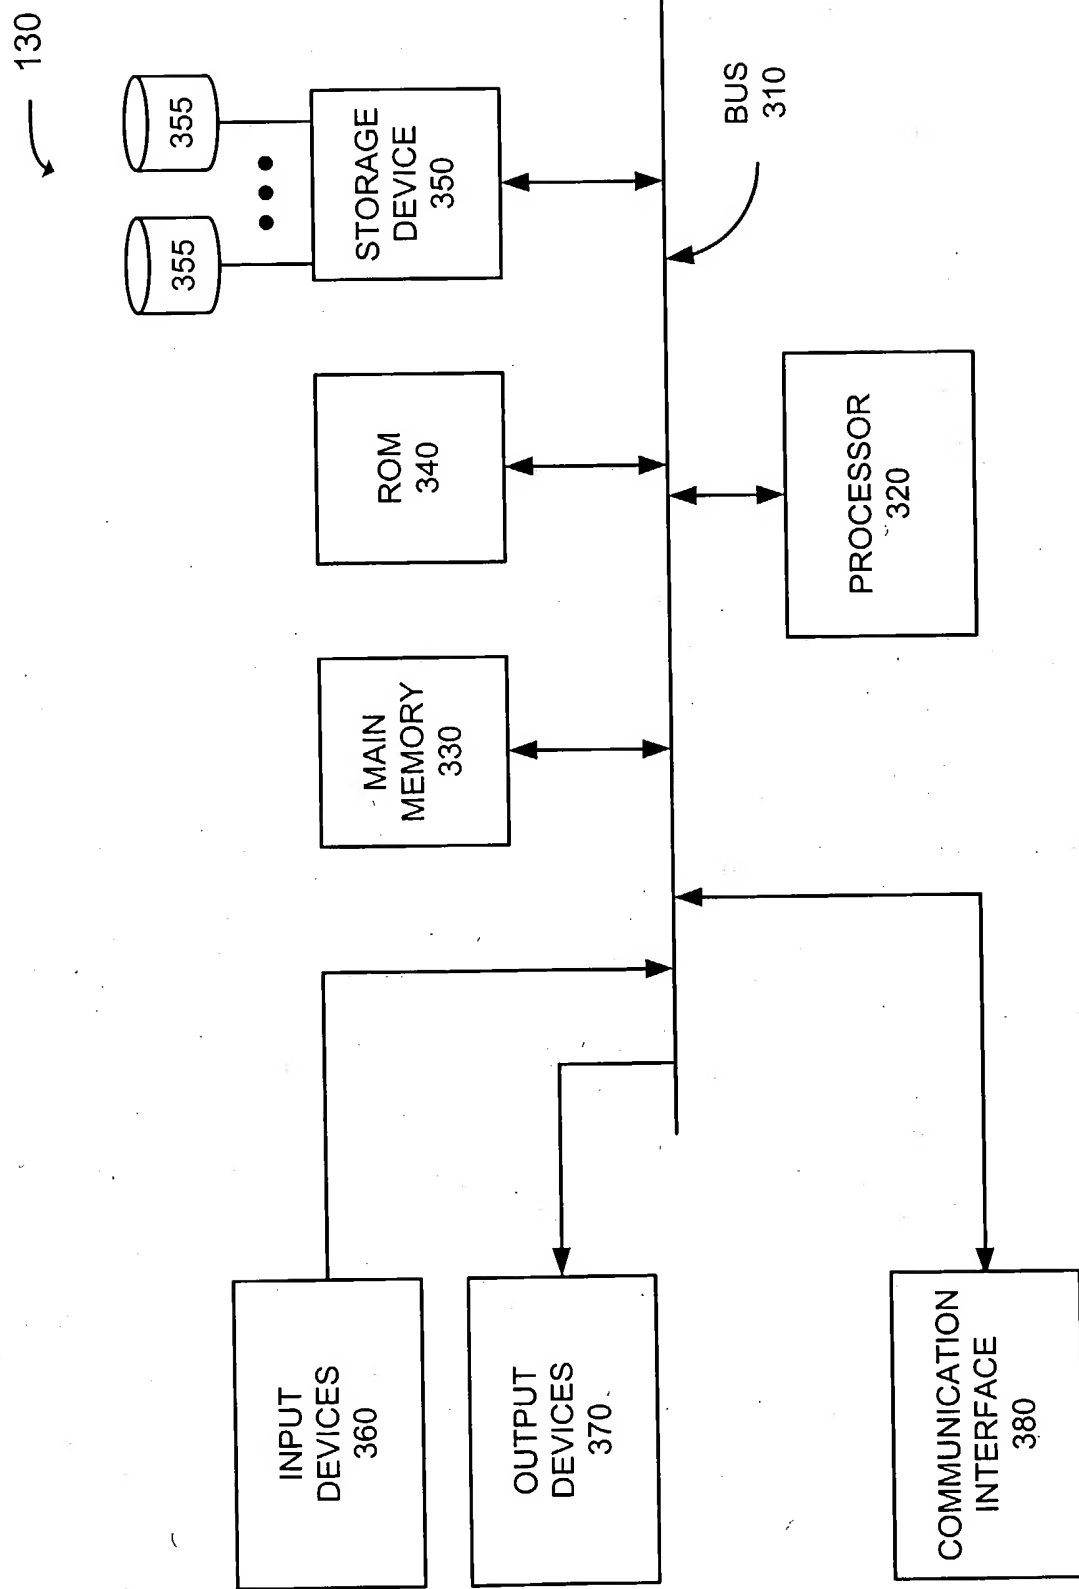 130
355
355
STORAGE
DEVICE
350
ROM
340
MAIN
MEMORY
330
BUS
310
PROCESSOR
320
INPUT
DEVICES
360
OUTPUT
DEVICES
370
COMMUNICATION
INTERFACE
380